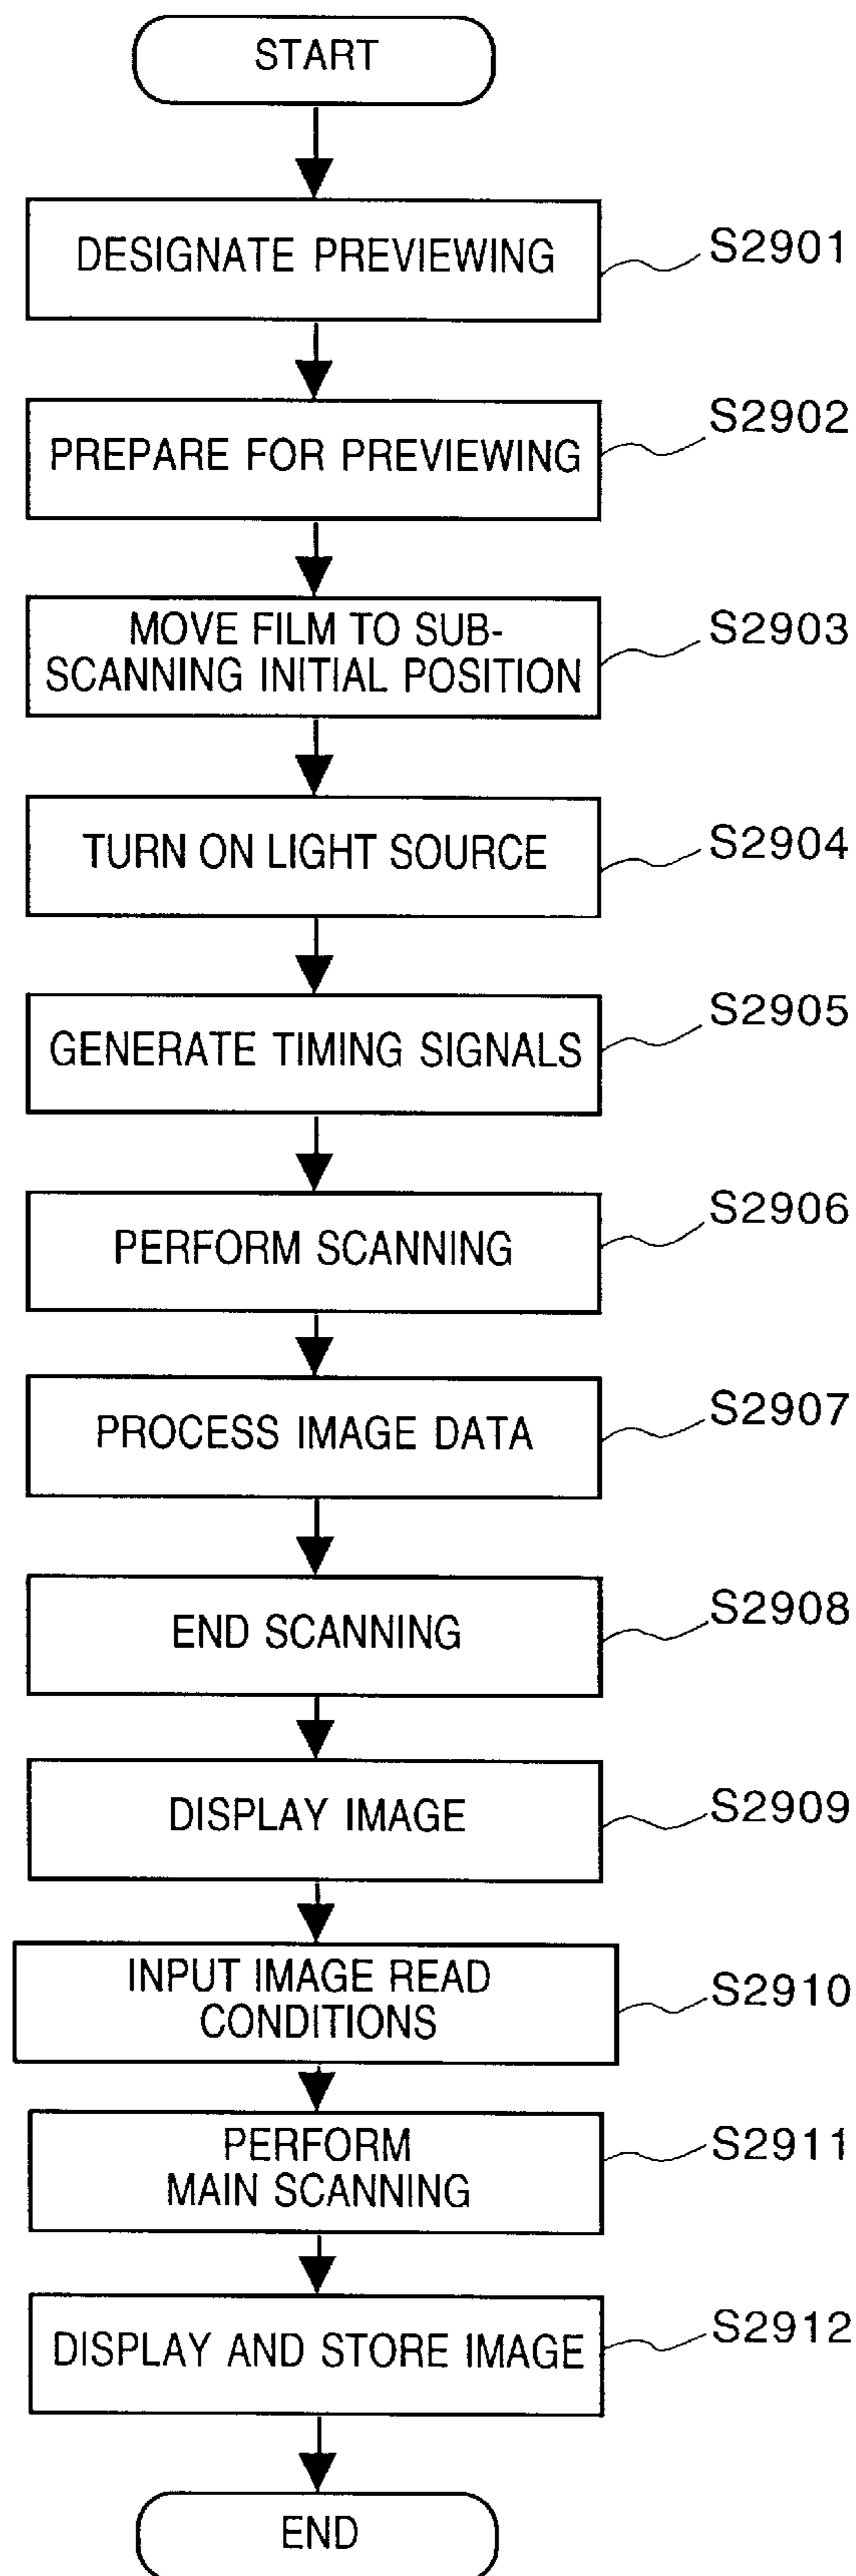 START
DESIGNATE PREVIEWING
S2901
PREPARE FOR PREVIEWING
S2902
MOVE FILM TO SUB-
SCANNING INITIAL POSITION
S2903
TURN ON LIGHT SOURCE
S2904
GENERATE TIMING SIGNALS
S2905
PERFORM SCANNING
S2906
PROCESS IMAGE DATA
S2907
END SCANNING
S2908
DISPLAY IMAGE
S2909
INPUT IMAGE READ
CONDITIONS
S2910
PERFORM
MAIN SCANNING
S2911
DISPLAY AND STORE IMAGE
S2912
END